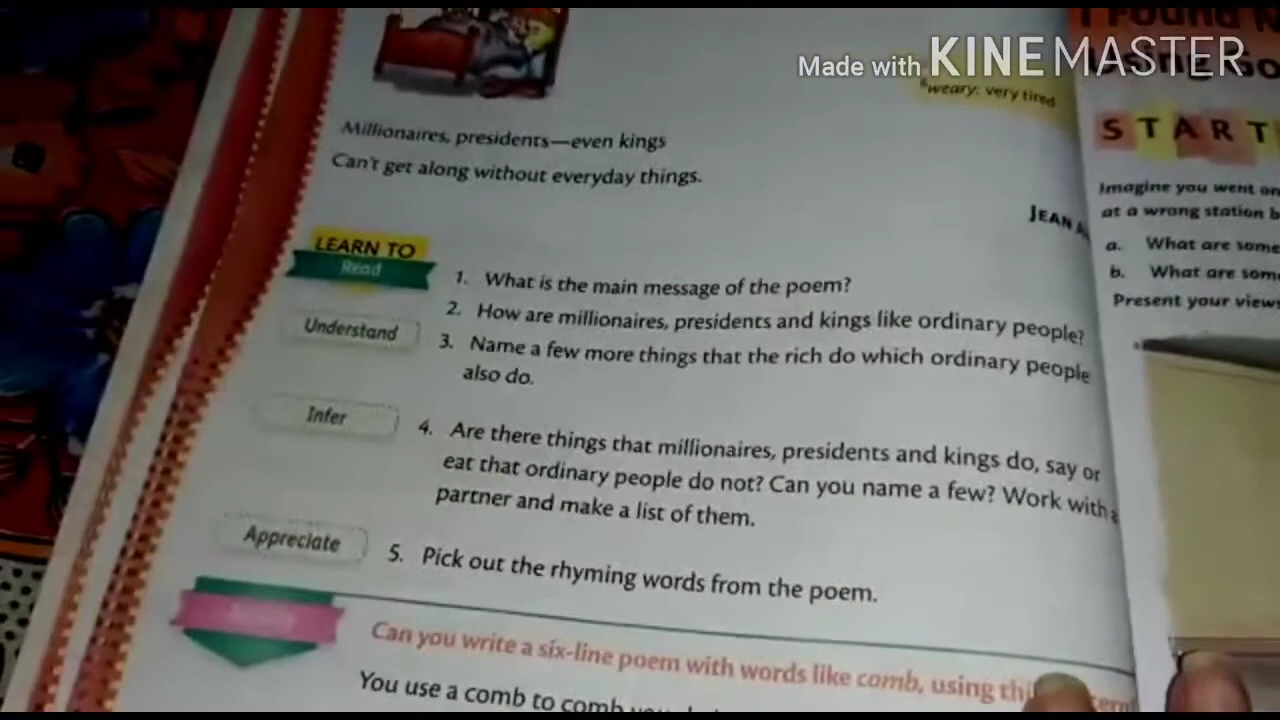 Made with KINEMASTER
weary: very tired
Millionaires, presidents—even kings
Can't get along without everyday things.
JEAN
LEARN TO
Read
1. What is the main message of the poem?
Understand
2. How are millionaires, presidents and kings like ordinary people?
3. Name a few more things that the rich do which ordinary people
also do.
Infer
4. Are there things that millionaires, presidents and kings do, say or
eat that ordinary people do not? Can you name a few? Work with a
partner and make a list of them.
Appreciate
5. Pick out the rhyming words from the poem.
Can you write a six-line poem with words like comb, using
You use a comb to comb
I Found
Using
START
Imagine you went on
at a wrong station
a. What are some
b. What are som
Present your views